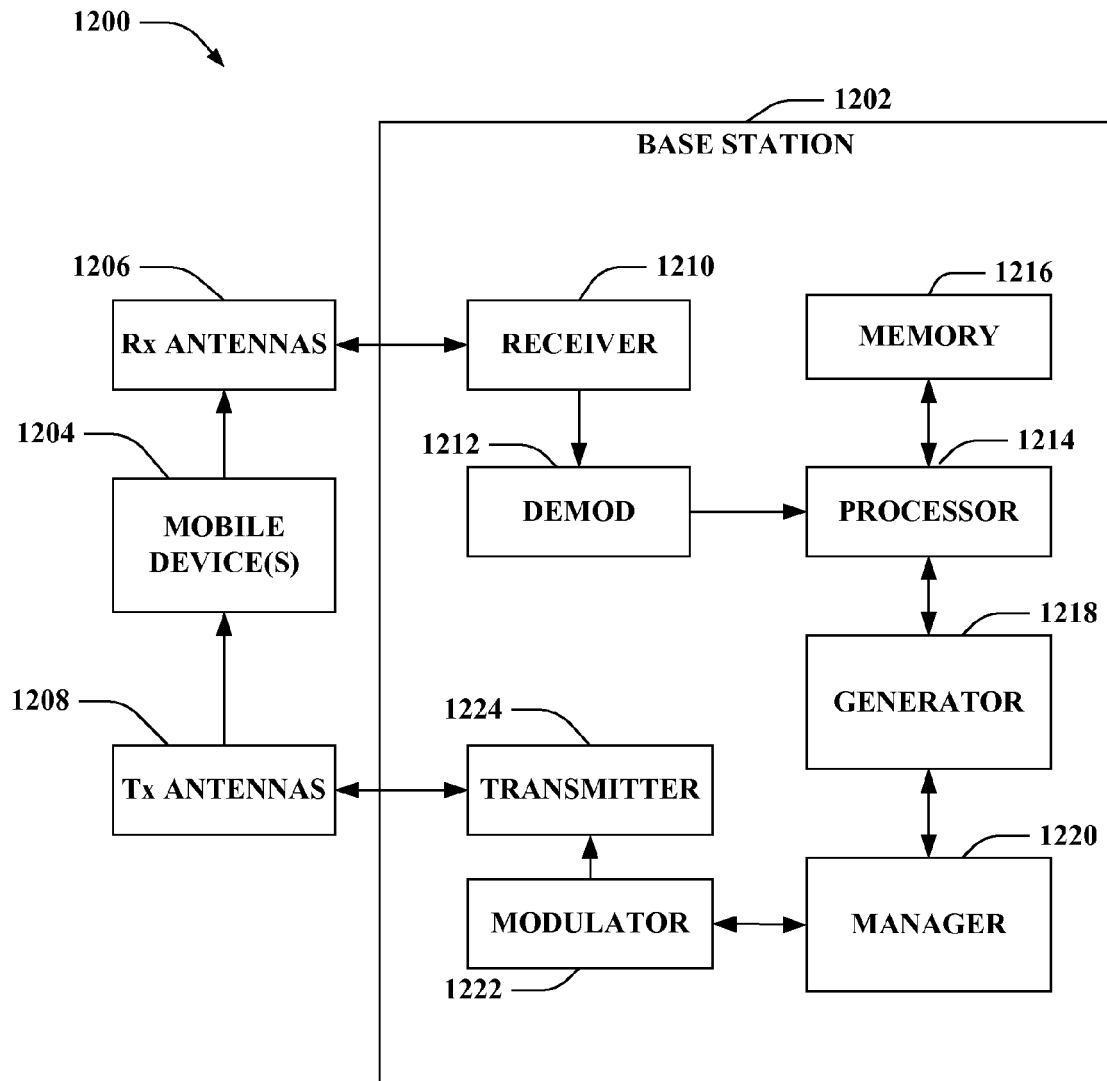 1200
1202
BASE STATION
1206
1210
1216
Rx ANTENNAS
RECEIVER
MEMORY
1204
1212
1214
MOBILE
DEVICE(S)
DEMOD
PROCESSOR
1218
1208
1224
GENERATOR
Tx ANTENNAS
TRANSMITTER
1220
MODULATOR
MANAGER
1222